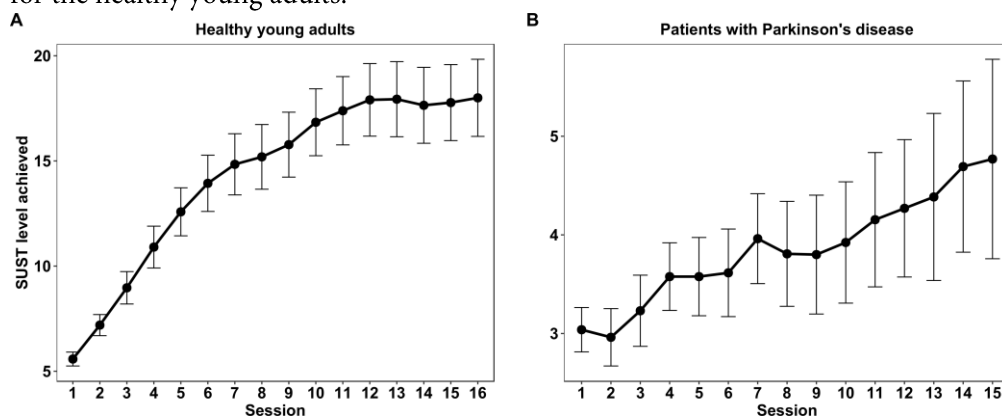 for the healthy young adults.
A
Healthy young adults
20
15
10
5
SUST level achieved
1 2 3 4 5 6 7 8 9 10 11 12 13 14 15 16
Session
B
Patients with Parkinson's disease
5
4
3
1 2 3 4 5 6 7 8 9 10 11 12 13 14 15
Session